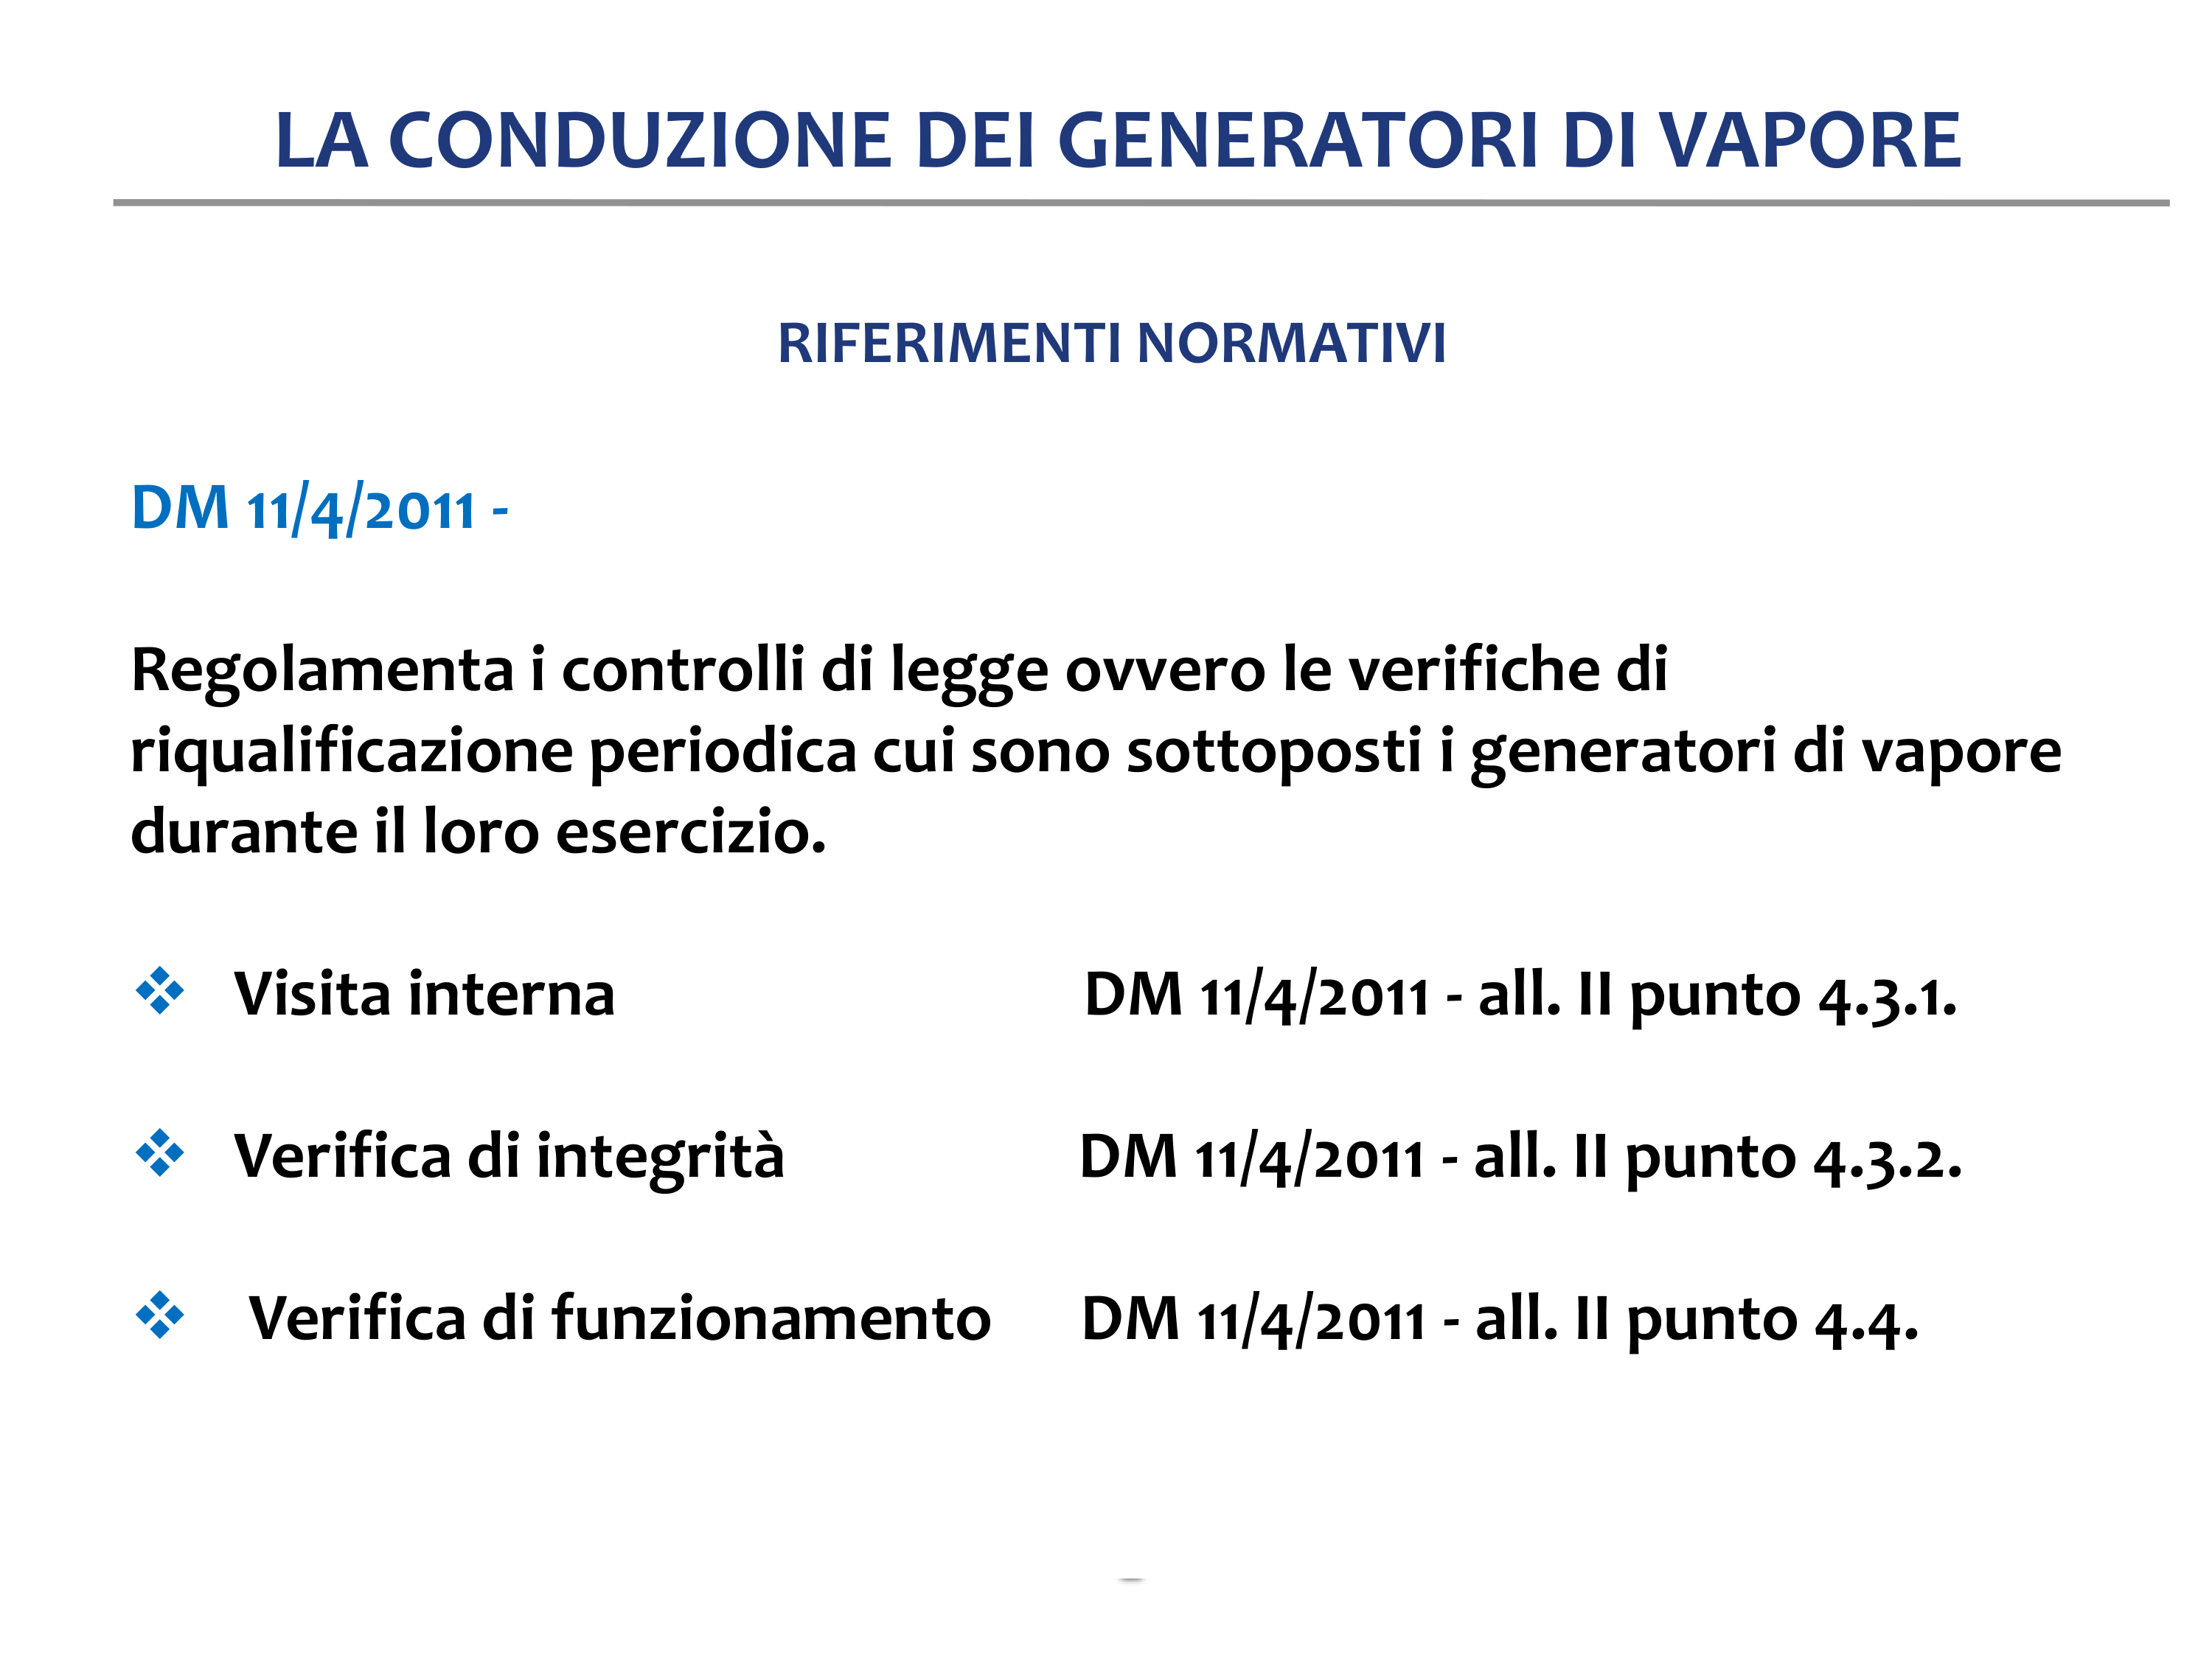 LA CONDUZIONE DEI GENERATORI DI VAPORE
RIFERIMENTI NORMATIVI
DM 11/4/2011 -
Regolamenta i controlli di legge ovvero le verifiche di
riqualificazione periodica cui sono sottoposti i generatori di vapore
durante il loro esercizio.
❖ Visita interna DM 11/4/2011 - all. II punto 4.3.1.
❖ Verifica di integrità DM 11/4/2011 - all. II punto 4.3.2.
❖ Verifica di funzionamento DM 11/4/2011 - all. II punto 4.4.